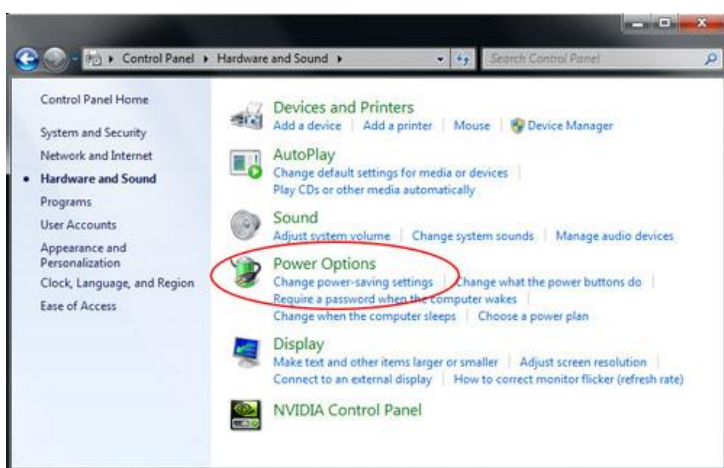 Control Panel Hardware and Sound Search Control Panel
Control Panel Home
System and Security
Network and Internet
Hardware and Sound
Programs
User Accounts
Appearance and
Personalization
Clock, Language, and Region
Ease of Access
Devices and Printers
Add a device Add a printer Mouse Device Manager
AutoPlay
Change default settings for media or devices
Play CDs or other media automatically
Sound
Adjust system volume Change system sounds Manage audio devices
Power Options
Change power-saving settings Change what the power buttons do
Require a password when the computer wakes
Change when the computer sleeps Choose a power plan
Display
Make text and other items larger or smaller Adjust screen resolution
Connect to an external display How to correct monitor flicker (refresh rate)
NVIDIA Control Panel